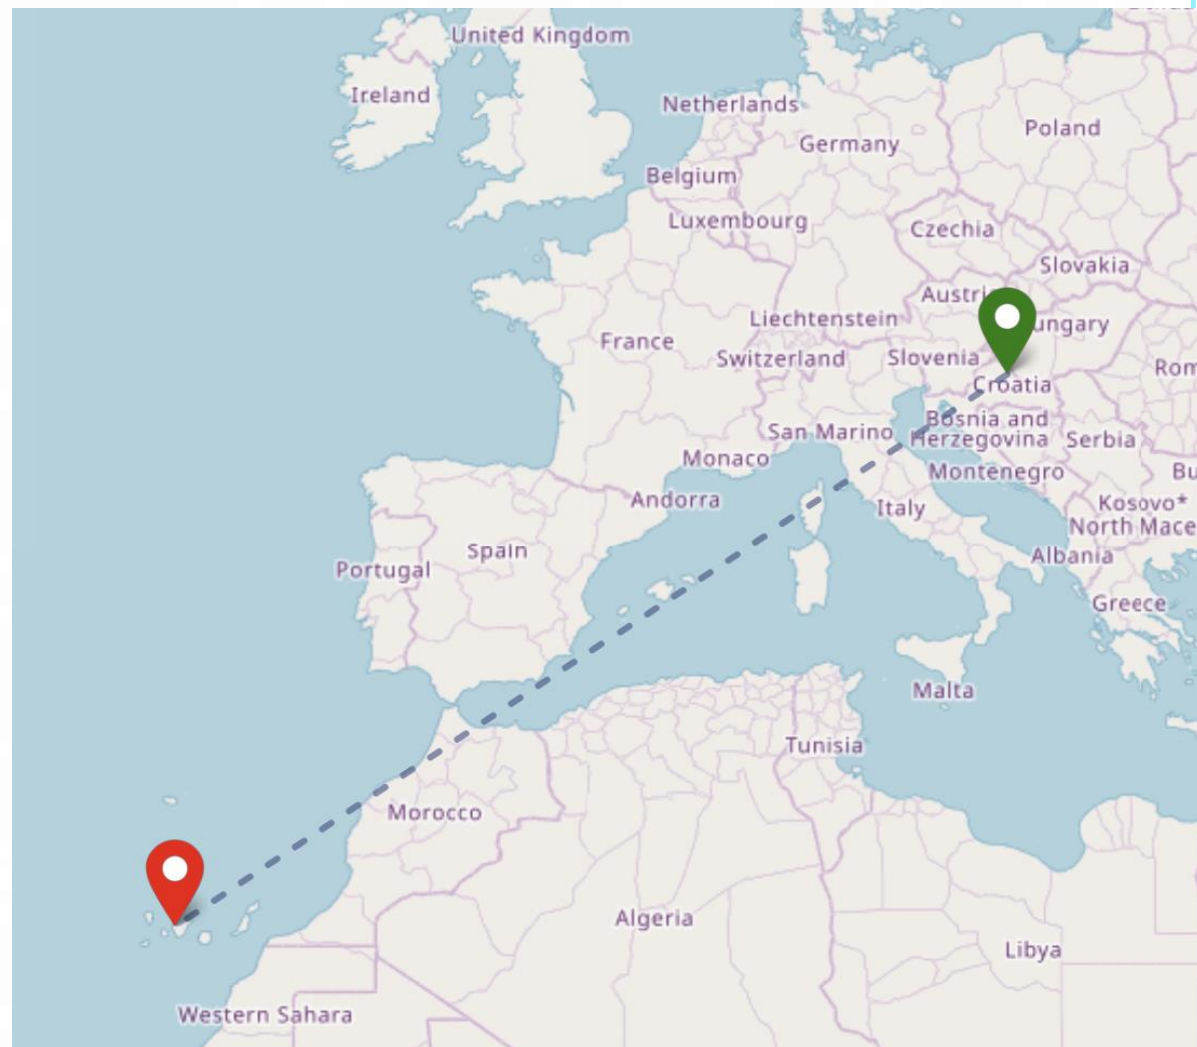 United Kingdom
Ireland
Netherlands
Poland
Germany
Belgium
Luxembourg
Czechia
Slovakia
Austri
Liechtenstein
ungary
France
Switzerland
Slovenia
Rom
Croatia
Bosnia and
Herzegovina
San Marino
Serbia
Monaco
Montenegro
Bu
Andorra
Kosovo*
Italy
North Mace
Spain
Albania
Portugal
Greece
Malta
Tunisia
Morocco
Algeria
Libya
Western Sahara